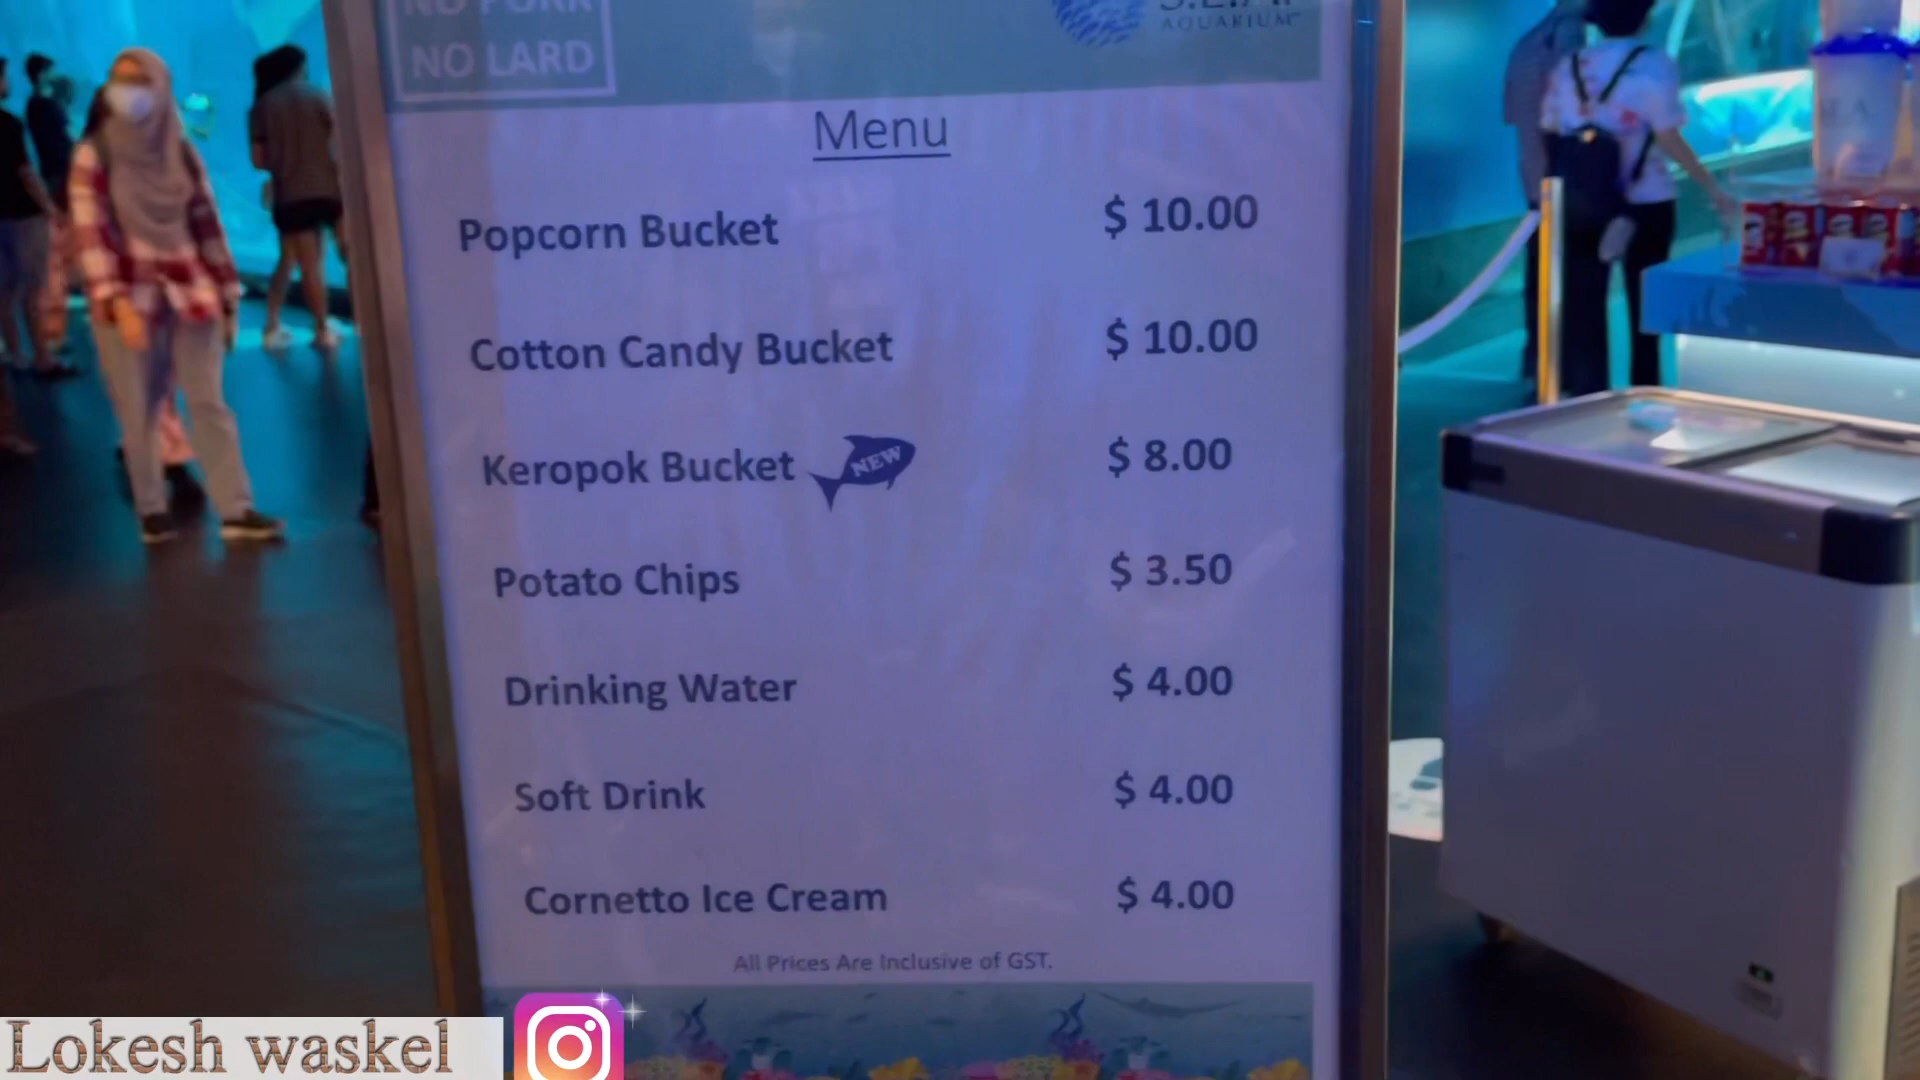 NO PORK
NO LARD
S.E.A.
AQUARIUM
Menu
Popcorn Bucket $ 10.00
Cotton Candy Bucket $ 10.00
Keropok Bucket NEW $ 8.00
Potato Chips $ 3.50
Drinking Water $ 4.00
Soft Drink $ 4.00
Cornetto Ice Cream $ 4.00
All Prices Are Inclusive of GST.
Lokesh waskel